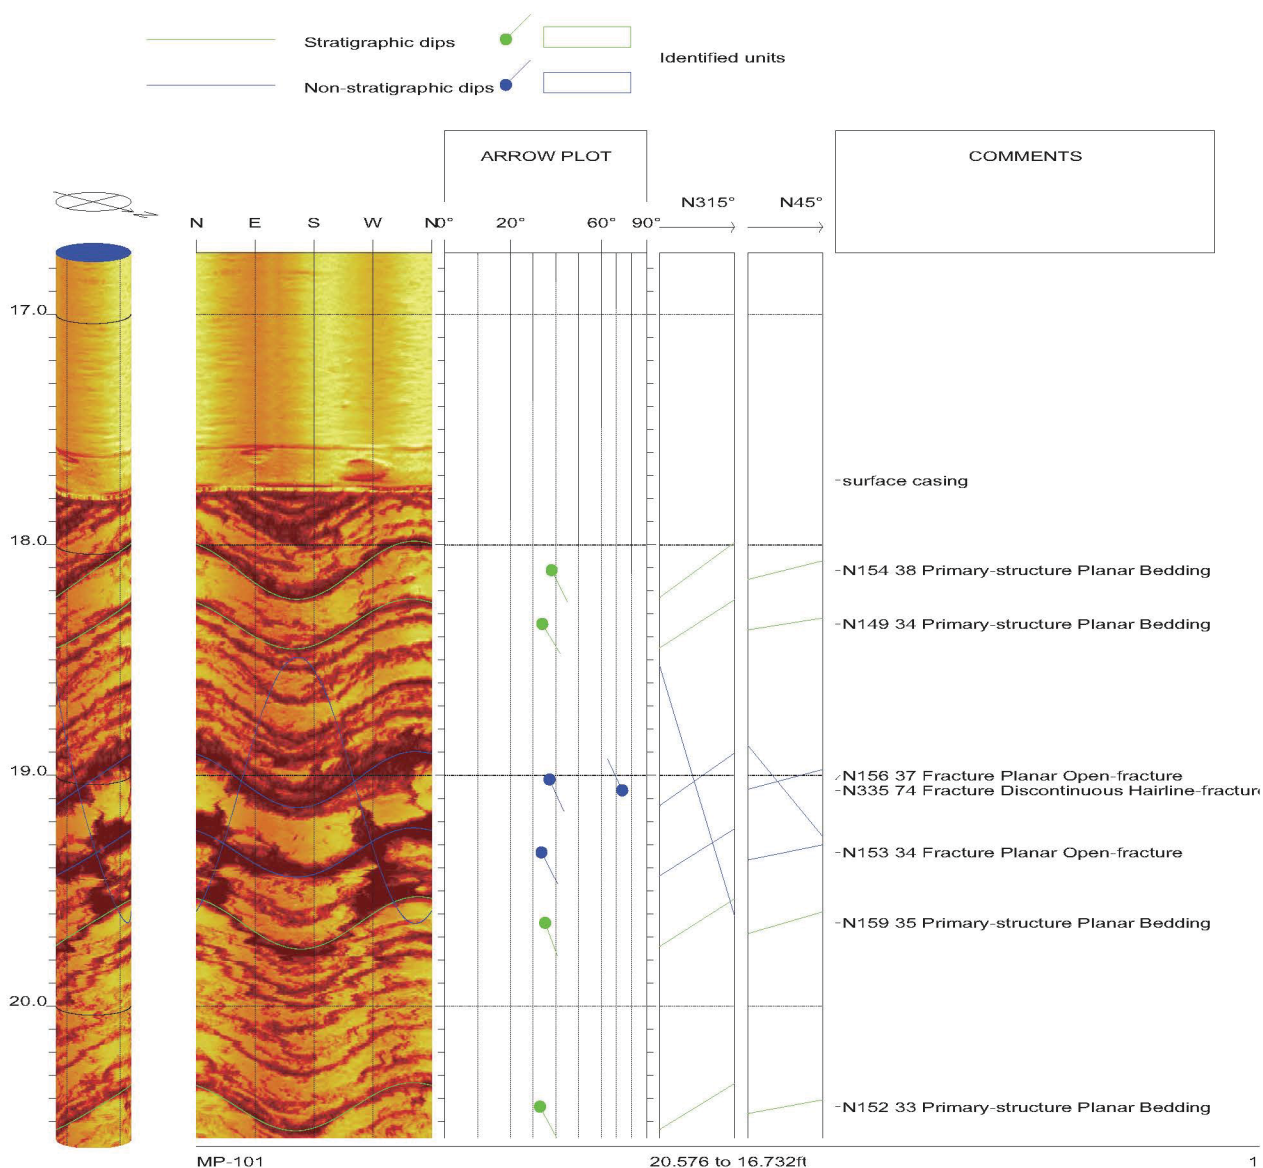 Stratigraphic dips
Identified units
Non-stratigraphic dips
ARROW PLOT
COMMENTS
N315° N45°
N E S W N 0° 20° 60° 90°
17.0
surface casing
18.0
N154 38 Primary-structure Planar Bedding
N149 34 Primary-structure Planar Bedding
19.0
N156 37 Fracture Planar Open-fracture
N335 74 Fracture Discontinuous Hairline-fracture
N153 34 Fracture Planar Open-fracture
N159 35 Primary-structure Planar Bedding
20.0
N152 33 Primary-structure Planar Bedding
MP-101 20.576 to 16.732ft 1